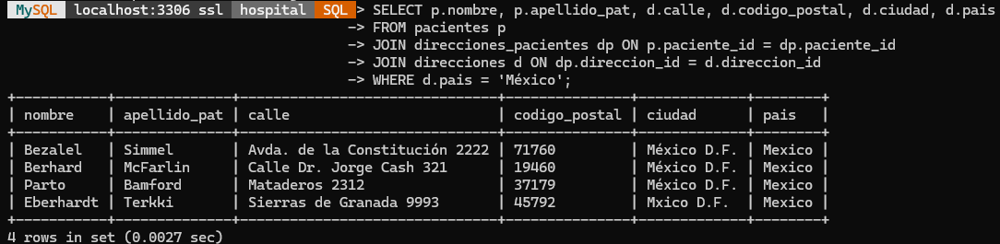 MySQL localhost:3306 ssl hospital SQL > SELECT p.nombre, p.apellido_pat, d.calle, d.codigo_postal, d.ciudad, d.pais
-> FROM pacientes p
-> JOIN direcciones_pacientes dp ON p.paciente_id = dp.paciente_id
-> JOIN direcciones d ON dp.direccion_id = d.direccion_id
-> WHERE d.pais = 'México';
+-----------+--------------+-------------------------------+---------------+-------------+--------+
| nombre | apellido_pat | calle | codigo_postal | ciudad | pais |
+-----------+--------------+-------------------------------+---------------+-------------+--------+
| Bezalel | Simmel | Avda. de la Constitución 2222 | 71760 | México D.F. | Mexico |
| Berhard | McFarlin | Calle Dr. Jorge Cash 321 | 19460 | México D.F. | Mexico |
| Parto | Bamford | Mataderos 2312 | 37179 | México D.F. | Mexico |
| Eberhardt | Terkki | Sierras de Granada 9993 | 45792 | Mxico D.F. | Mexico |
+-----------+--------------+-------------------------------+---------------+-------------+--------+
4 rows in set (0.0027 sec)